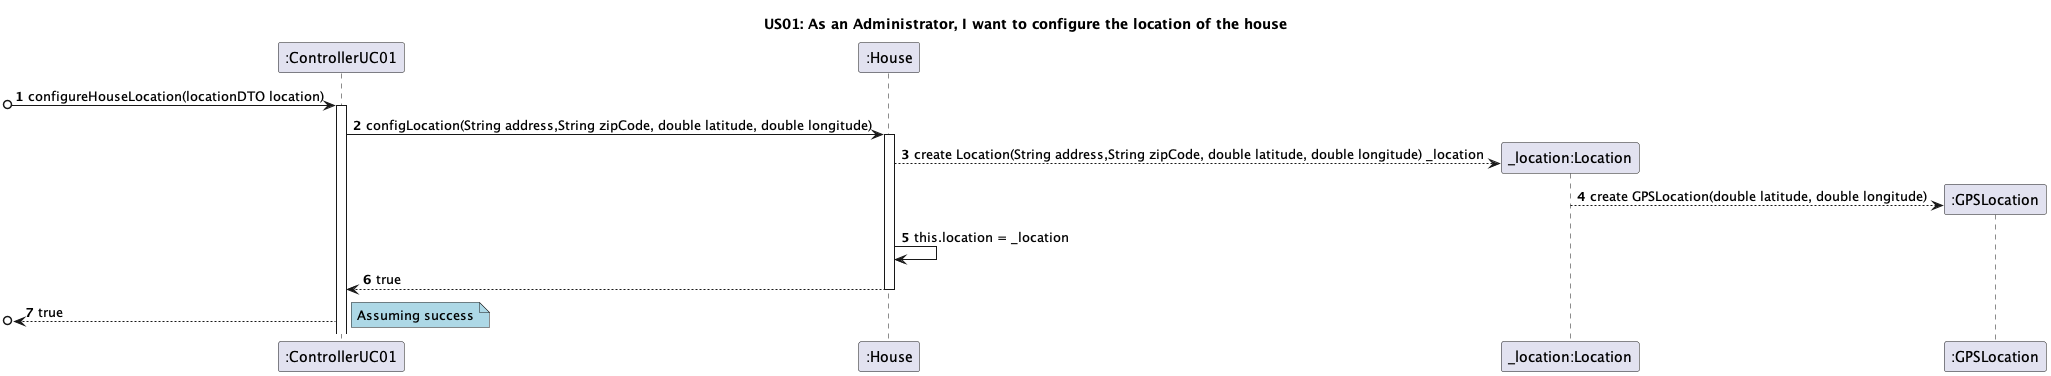 US01: As an Administrator, I want to configure the location of the house
:ControllerUC01 :House
1 configureHouseLocation(locationDTO location)
2 configLocation(String address,String zipCode, double latitude, double longitude)
3 create Location(String address,String zipCode, double latitude, double longitude) _location
_location:Location
4 create GPSLocation(double latitude, double longitude)
:GPSLocation
5 this.location = _location
6 true
7 true
Assuming success
:ControllerUC01 :House _location:Location :GPSLocation